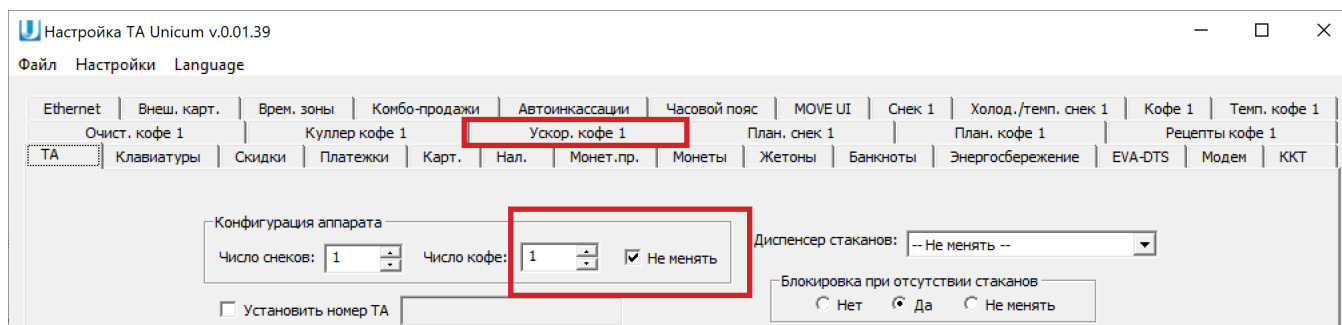 Настройка TA Unicum v.0.01.39
Файл Настройки Language
Ethernet Внеш. карт. Врем. зоны Комбо-продажи Автоинкассации Часовой пояс MOVE UI Снек 1 Холод./темп. снек 1 Кофе 1 Темп. кофе 1
Очист. кофе 1 Куллер кофе 1 Ускор. кофе 1 План. снек 1 План. кофе 1 Рецепты кофе 1
ТА Клавиатуры Скидки Платежки Карт. Нал. Монет.пр. Монеты Жетоны Банкноты Энергосбережение EVA-DTS Модем ККТ
Конфигурация аппарата
Число снеков: 1 Число кофе: 1 Не менять
Диспенсер стаканов: -- Не менять --
Блокировка при отсутствии стаканов
Нет Да Не менять
Установить номер ТА